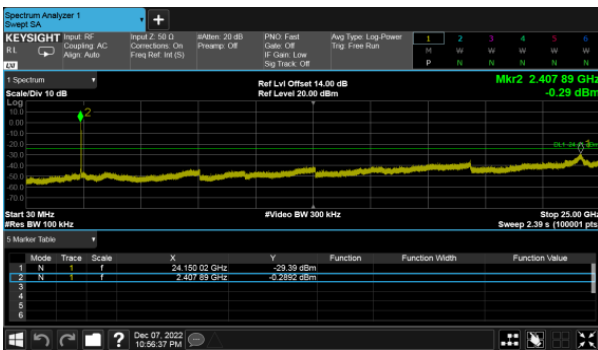 Spectrum Analyzer 1
Swept SA
+
KEYSIGHT Input: RF Input Z: 50 Ω #Atten: 20 dB PNO: Fast Avg Type: Log-Power 1 2 3 4 5 6
RL Coupling: AC Corrections: On Preamp: Off Gate: Off Trig: Free Run M W W W W W
Align: Auto Freq Ref: Int (S) IF Gain: Low P N N N N N
LXI Sig Track: Off
1 Spectrum Ref Lvl Offset 14.00 dB Mkr2 2.407 89 GHz
Scale/Div 10 dB Ref Level 20.00 dBm -0.29 dBm
Log
10.0
0.00
-10.0
-20.0
-30.0
-40.0
-50.0
-60.0
-70.0
2
Start 30 MHz #Video BW 300 kHz Stop 25.00 GHz
#Res BW 100 kHz Sweep 2.39 s (100001 pts
5 Marker Table
Mode Trace Scale X Y Function Function Width Function Value
1 N 1 f 24.150 02 GHz -29.39 dBm
2 N 1 f 2.407 89 GHz -0.2892 dBm
3
4
5
6
? Dec 07, 2022
10:56:37 PM